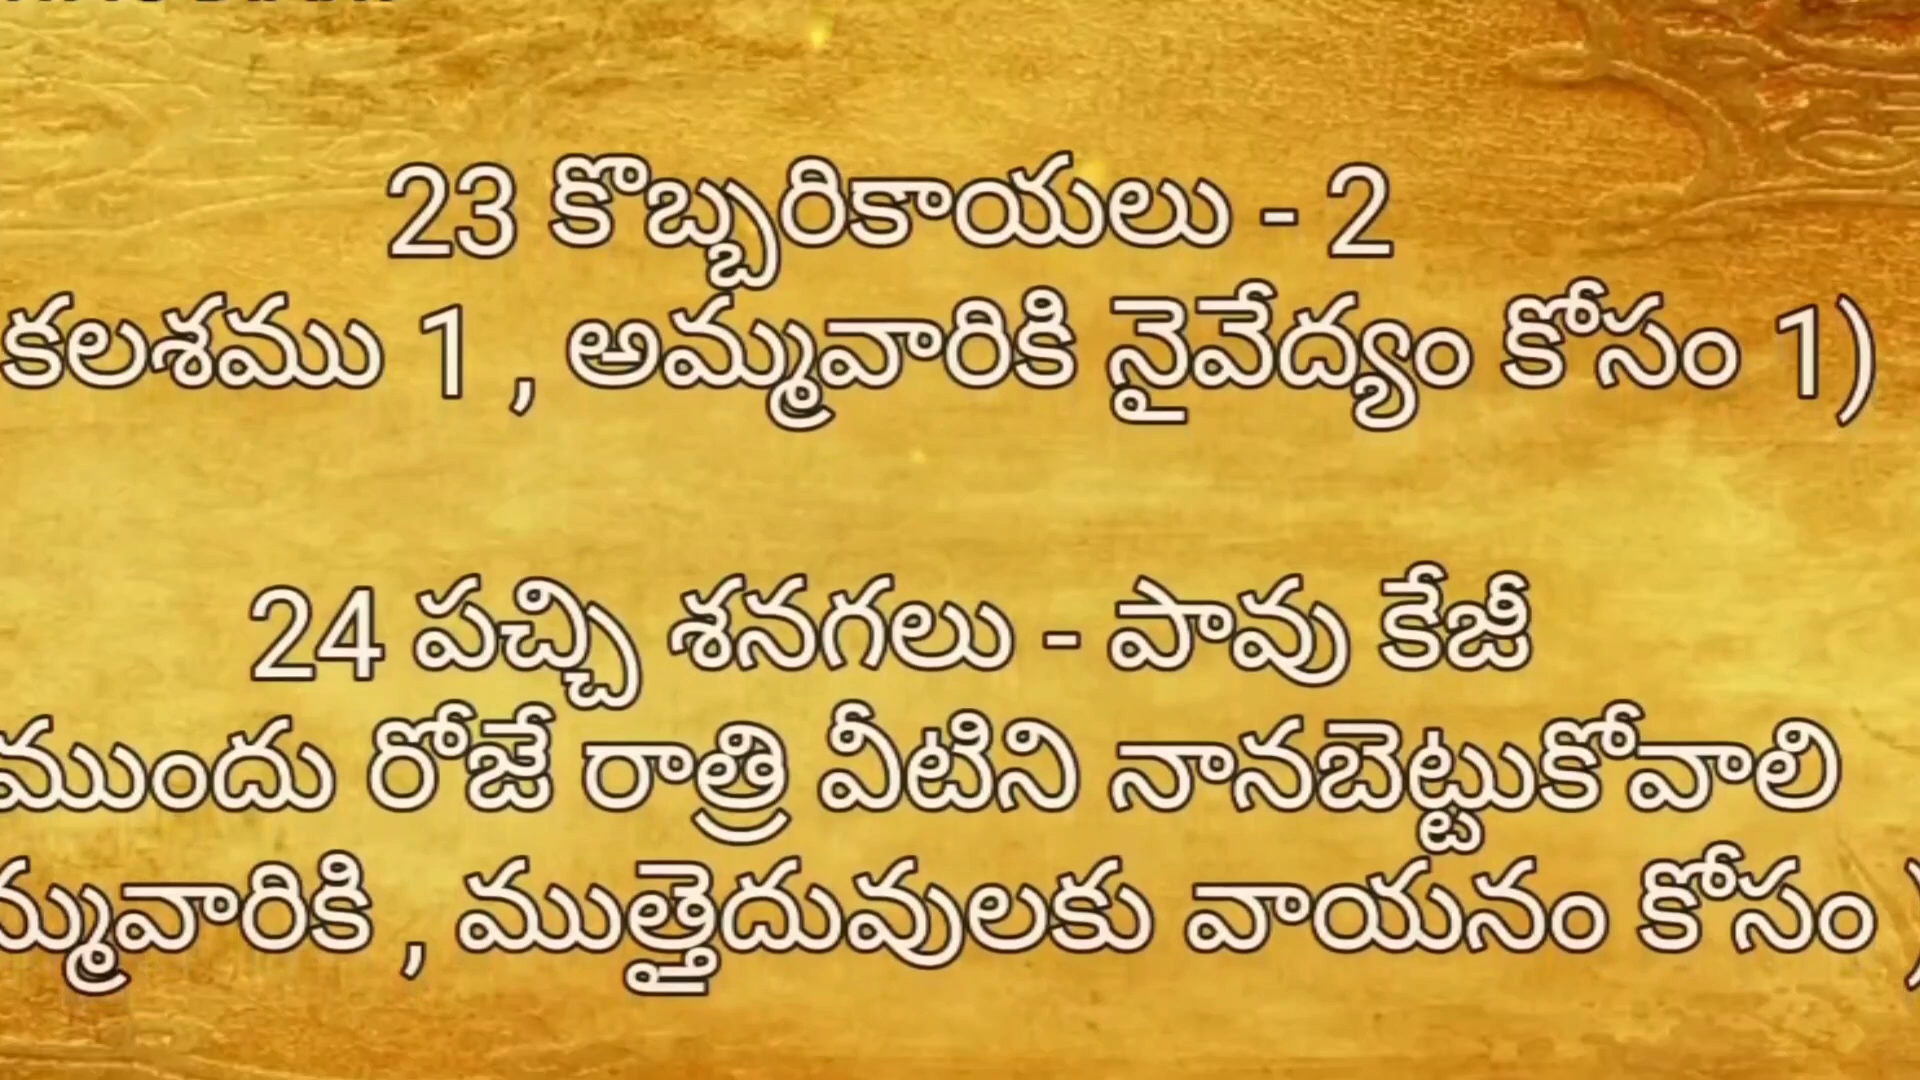 23 కొబ్బరికాయలు - 2
కలశము 1 , అమ్మవారికి నైవేద్యం కోసం 1)
24 పచ్చి శనగలు - పావు కేజీ
ముందు రోజే రాత్రి వీటిని నానబెట్టుకోవాలి
మ్మవారికి , ముత్తైదువులకు వాయనం కోసం )